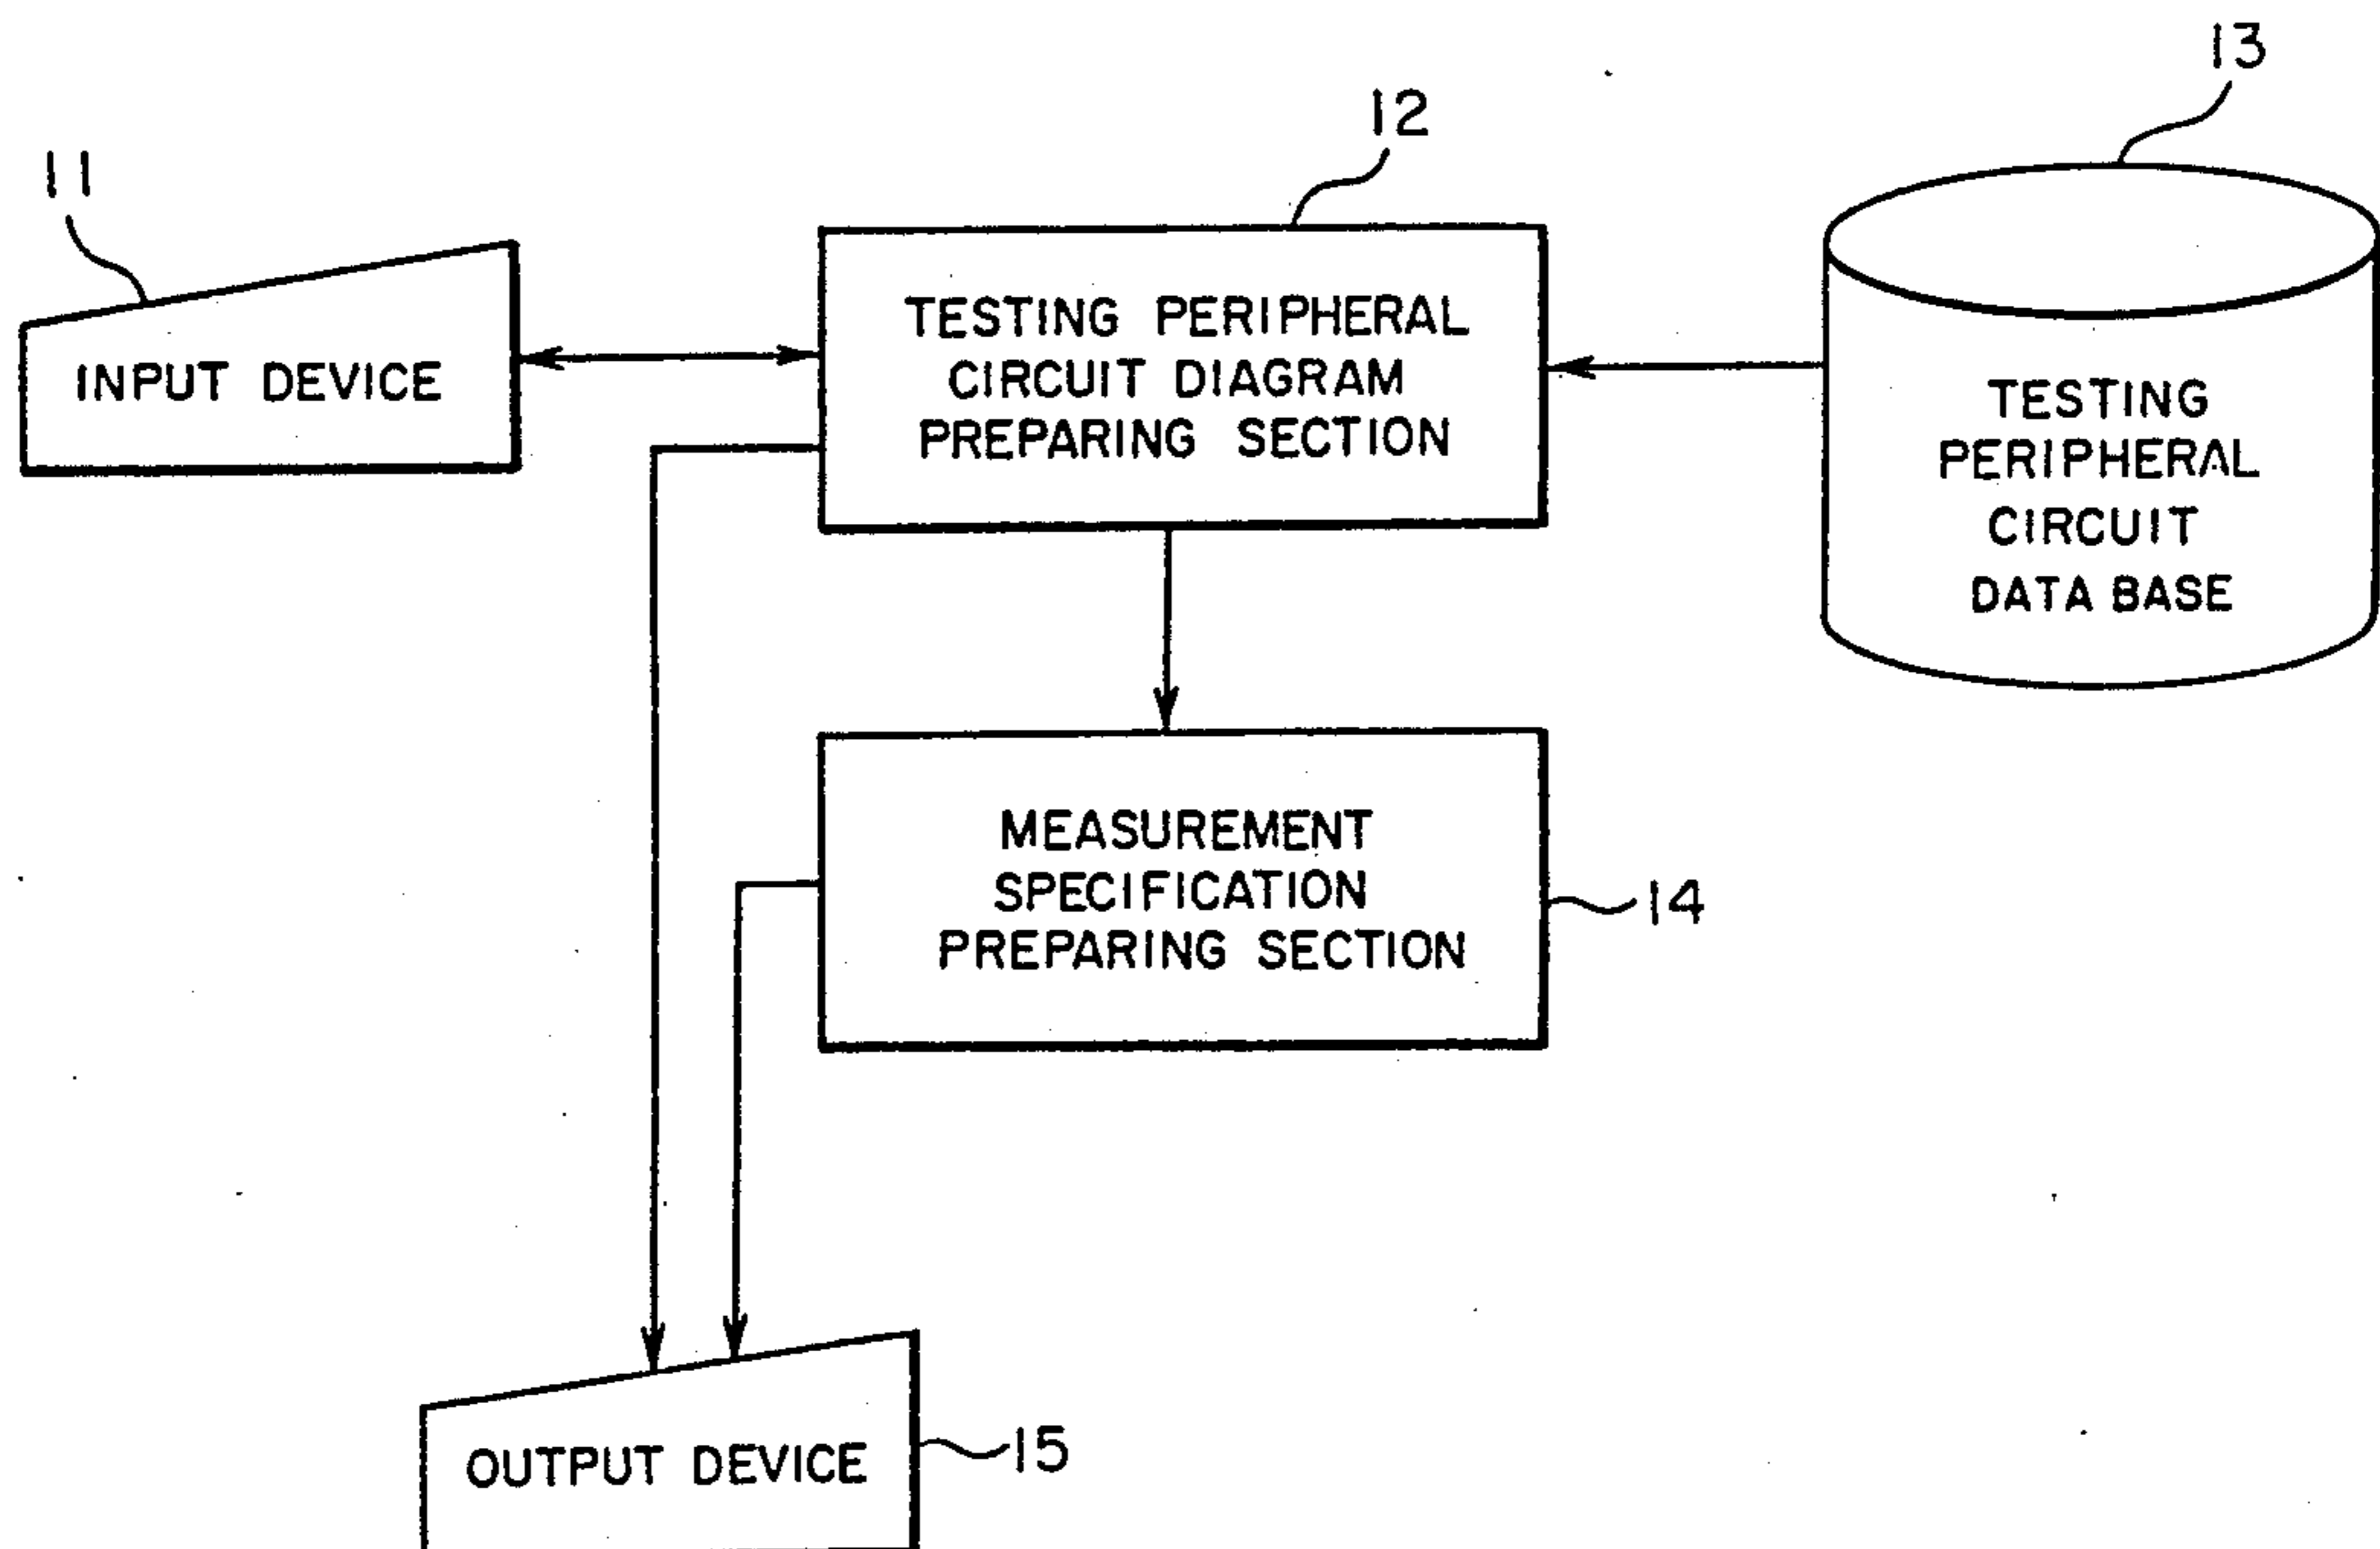 13
12
11
TESTING PERIPHERAL
CIRCUIT DIAGRAM
PREPARING SECTION
INPUT DEVICE
TESTING
PERIPHERAL
CIRCUIT
DATA BASE
MEASUREMENT
SPECIFICATION
PREPARING SECTION
14
OUTPUT DEVICE
15